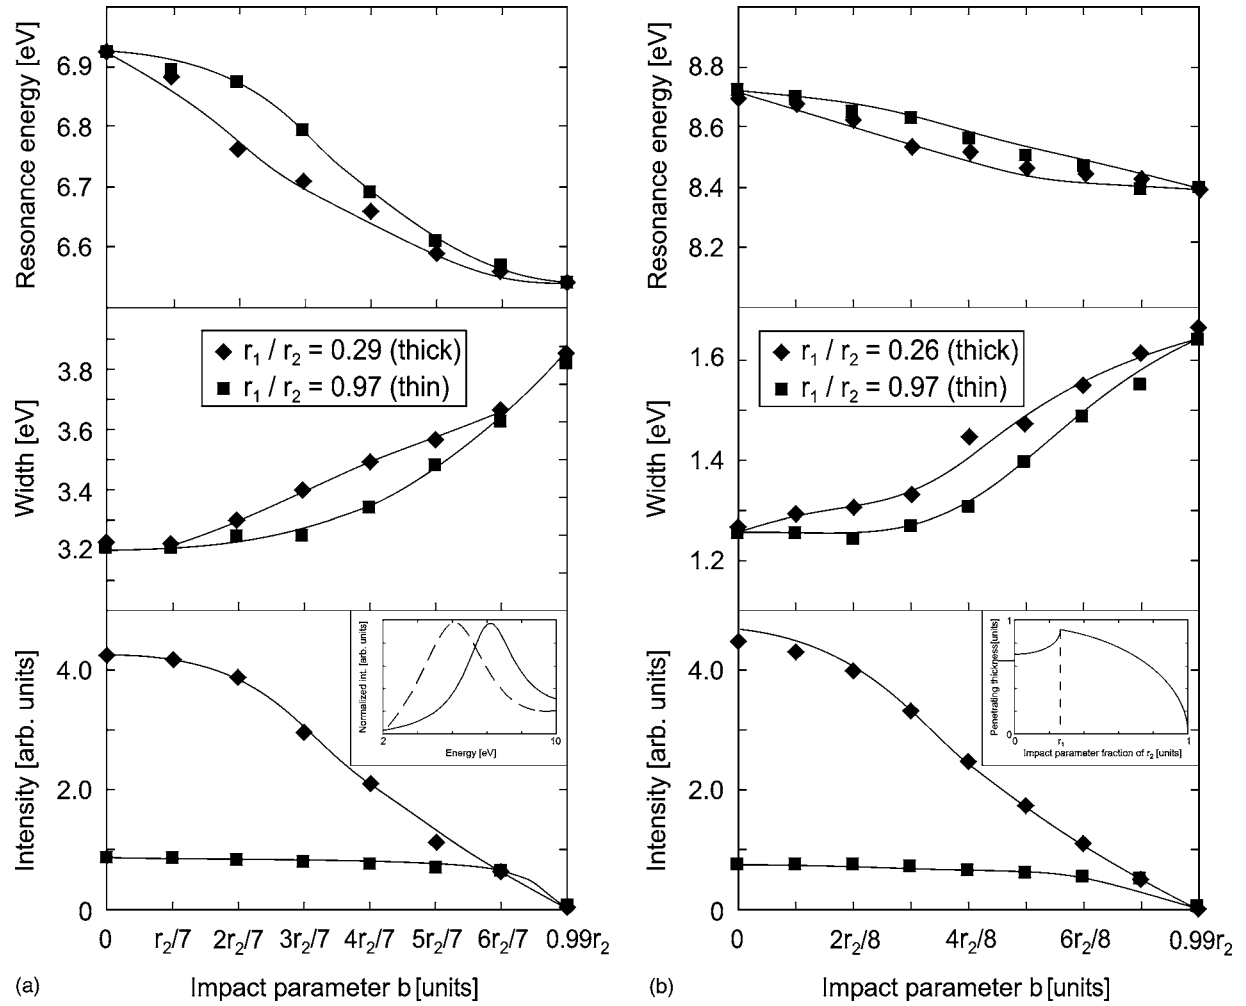 Resonance energy [eV]
6.9
6.8
6.7
6.6
Width [eV]
3.8
3.6
3.4
3.2
r1 / r2 = 0.29 (thick)
r1 / r2 = 0.97 (thin)
Intensity [arb. units]
4.0
2.0
0
Normalized int. [arb. units]
2
10
Energy [eV]
0
r2/7
2r2/7
3r2/7
4r2/7
5r2/7
6r2/7
0.99r2
(a)
Impact parameter b [units]
Resonance energy [eV]
8.8
8.6
8.4
8.2
Width [eV]
1.6
1.4
1.2
1.0
r1 / r2 = 0.26 (thick)
r1 / r2 = 0.97 (thin)
Intensity [arb. units]
4.0
2.0
0
Penetrating thickness[units]
1
0
0
r1
1
Impact parameter fraction of r2 [units]
0
2r2/8
4r2/8
6r2/8
0.99r2
(b)
Impact parameter b [units]